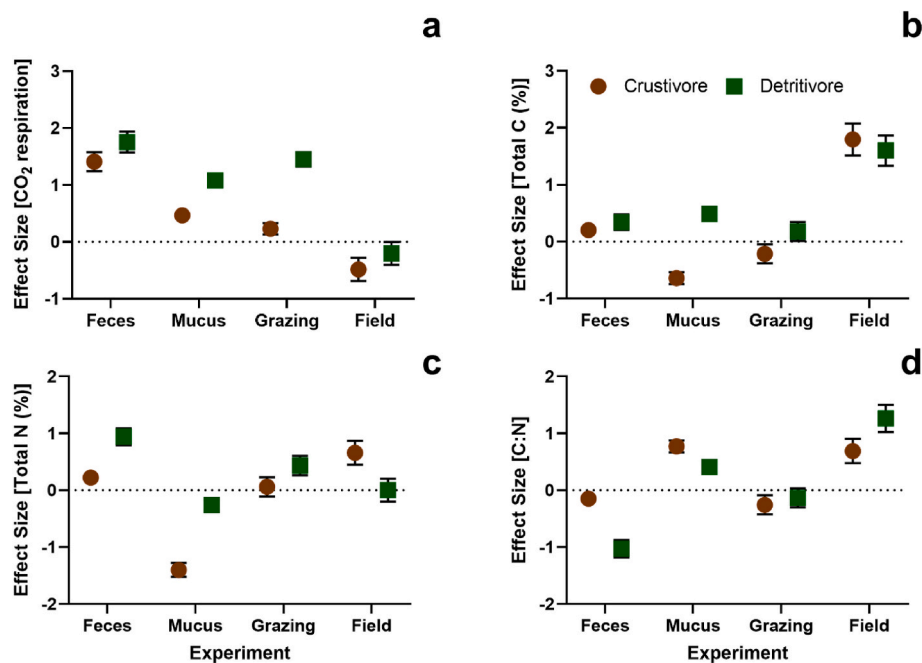 a
Effect Size [CO₂ respiration]
3
2
1
0
-1
Feces Mucus Grazing Field
b
Crustivore Detritivore
Effect Size [Total C (%)]
3
2
1
0
-1
Feces Mucus Grazing Field
c
Effect Size [Total N (%)]
2
1
0
-1
-2
Feces Mucus Grazing Field
Experiment
d
Effect Size [C:N]
2
1
0
-1
-2
Feces Mucus Grazing Field
Experiment